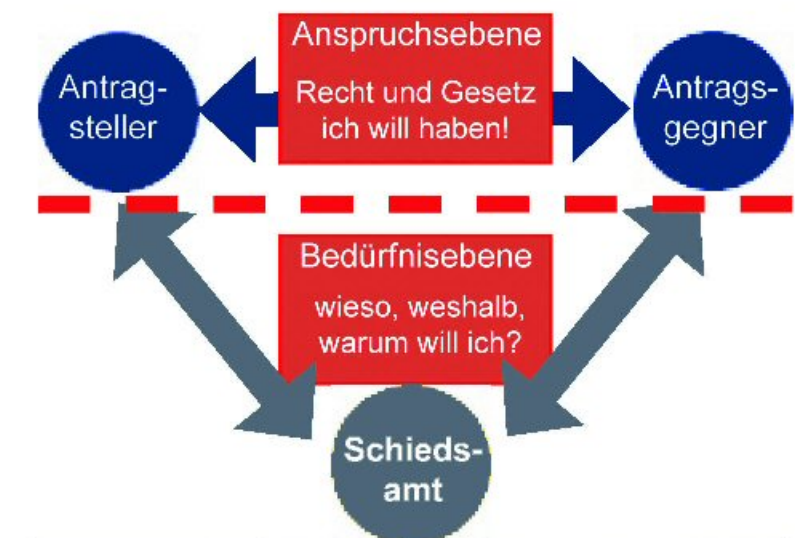 Anspruchsebene
Recht und Gesetz
ich will haben!
Antrag-
steller
Antrags-
gegner
Bedürfnisebene
wieso, weshalb,
warum will ich?
Schieds-
amt